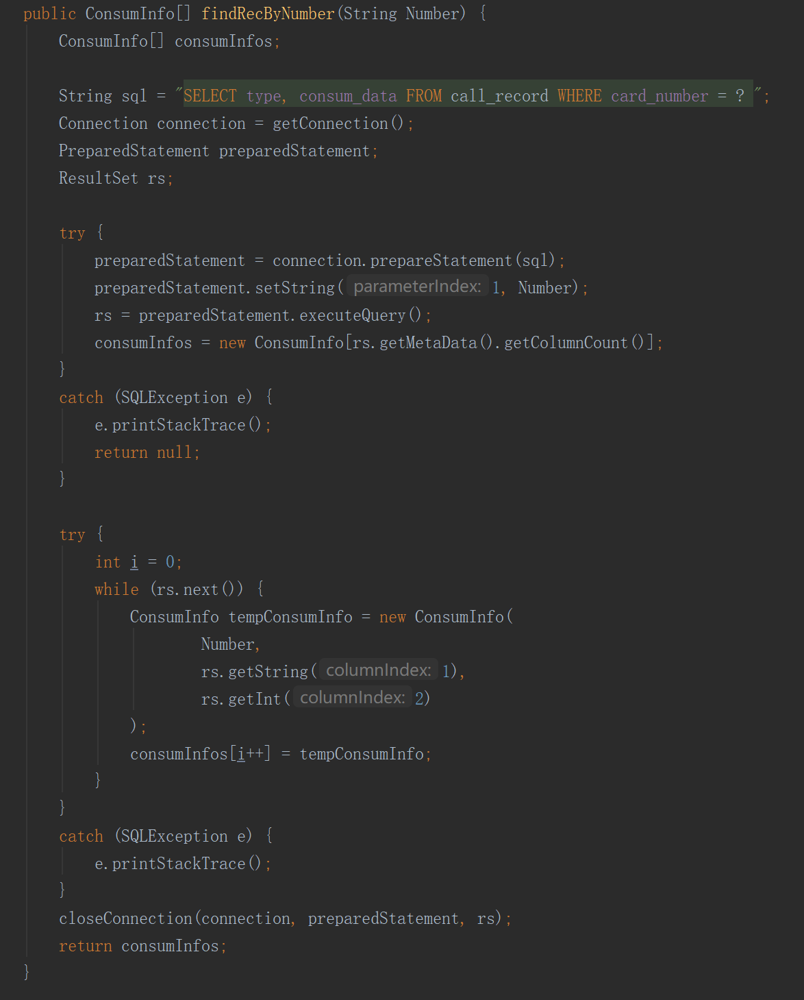 public ConsumInfo[] findRecByNumber(String Number) {
    ConsumInfo[] consumInfos;

    String sql = "SELECT type, consum_data FROM call_record WHERE card_number = ? ";
    Connection connection = getConnection();
    PreparedStatement preparedStatement;
    ResultSet rs;

    try {
        preparedStatement = connection.prepareStatement(sql);
        preparedStatement.setString( parameterIndex: 1, Number);
        rs = preparedStatement.executeQuery();
        consumInfos = new ConsumInfo[rs.getMetaData().getColumnCount()];
    }
    catch (SQLException e) {
        e.printStackTrace();
        return null;
    }

    try {
        int i = 0;
        while (rs.next()) {
            ConsumInfo tempConsumInfo = new ConsumInfo(
                    Number,
                    rs.getString( columnIndex: 1),
                    rs.getInt( columnIndex: 2)
            );
            consumInfos[i++] = tempConsumInfo;
        }
    }
    catch (SQLException e) {
        e.printStackTrace();
    }
    closeConnection(connection, preparedStatement, rs);
    return consumInfos;
}